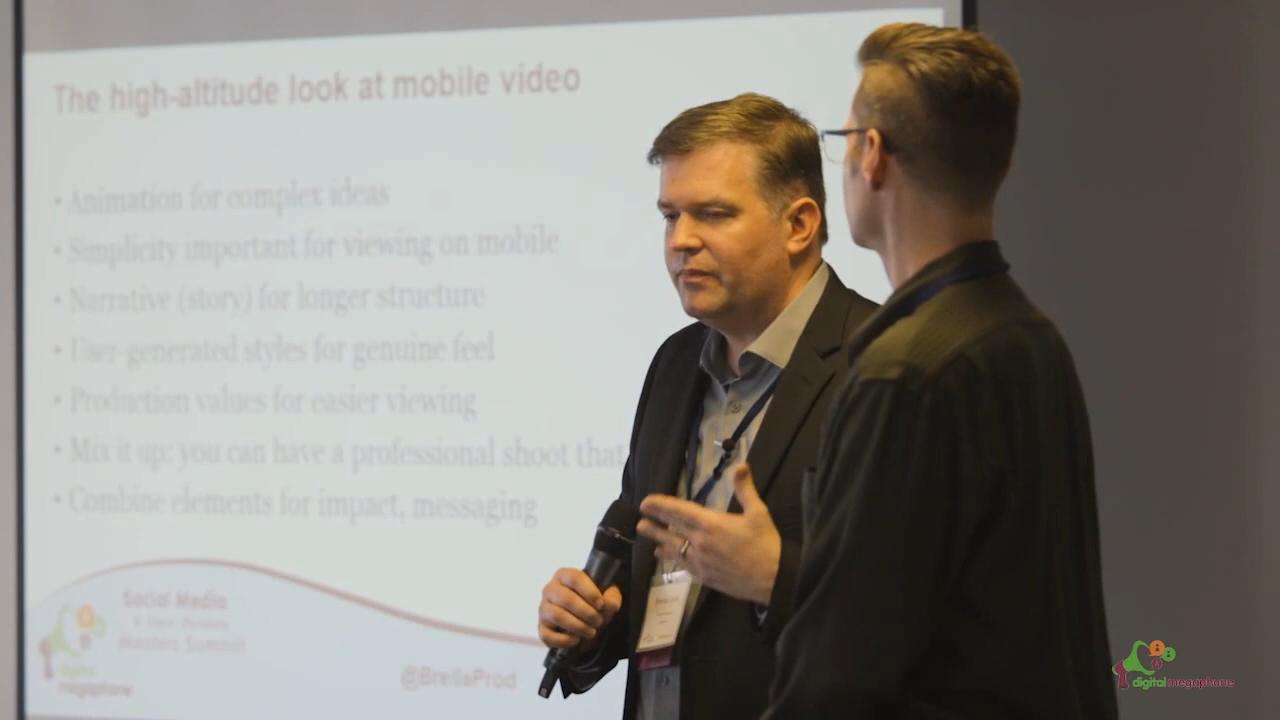 The high-altitude look at mobile video
• Animation for complex ideas
• Simplicity important for viewing on mobile
• Narrative (story) for longer structure
• User-generated styles for genuine feel
• Production values for easier viewing
• Mix it up: you can have a professional shoot that
• Combine elements for impact, messaging
Social Media
Masters Summit
digital
megaphone
@BrellaProd
digitalmegaphone